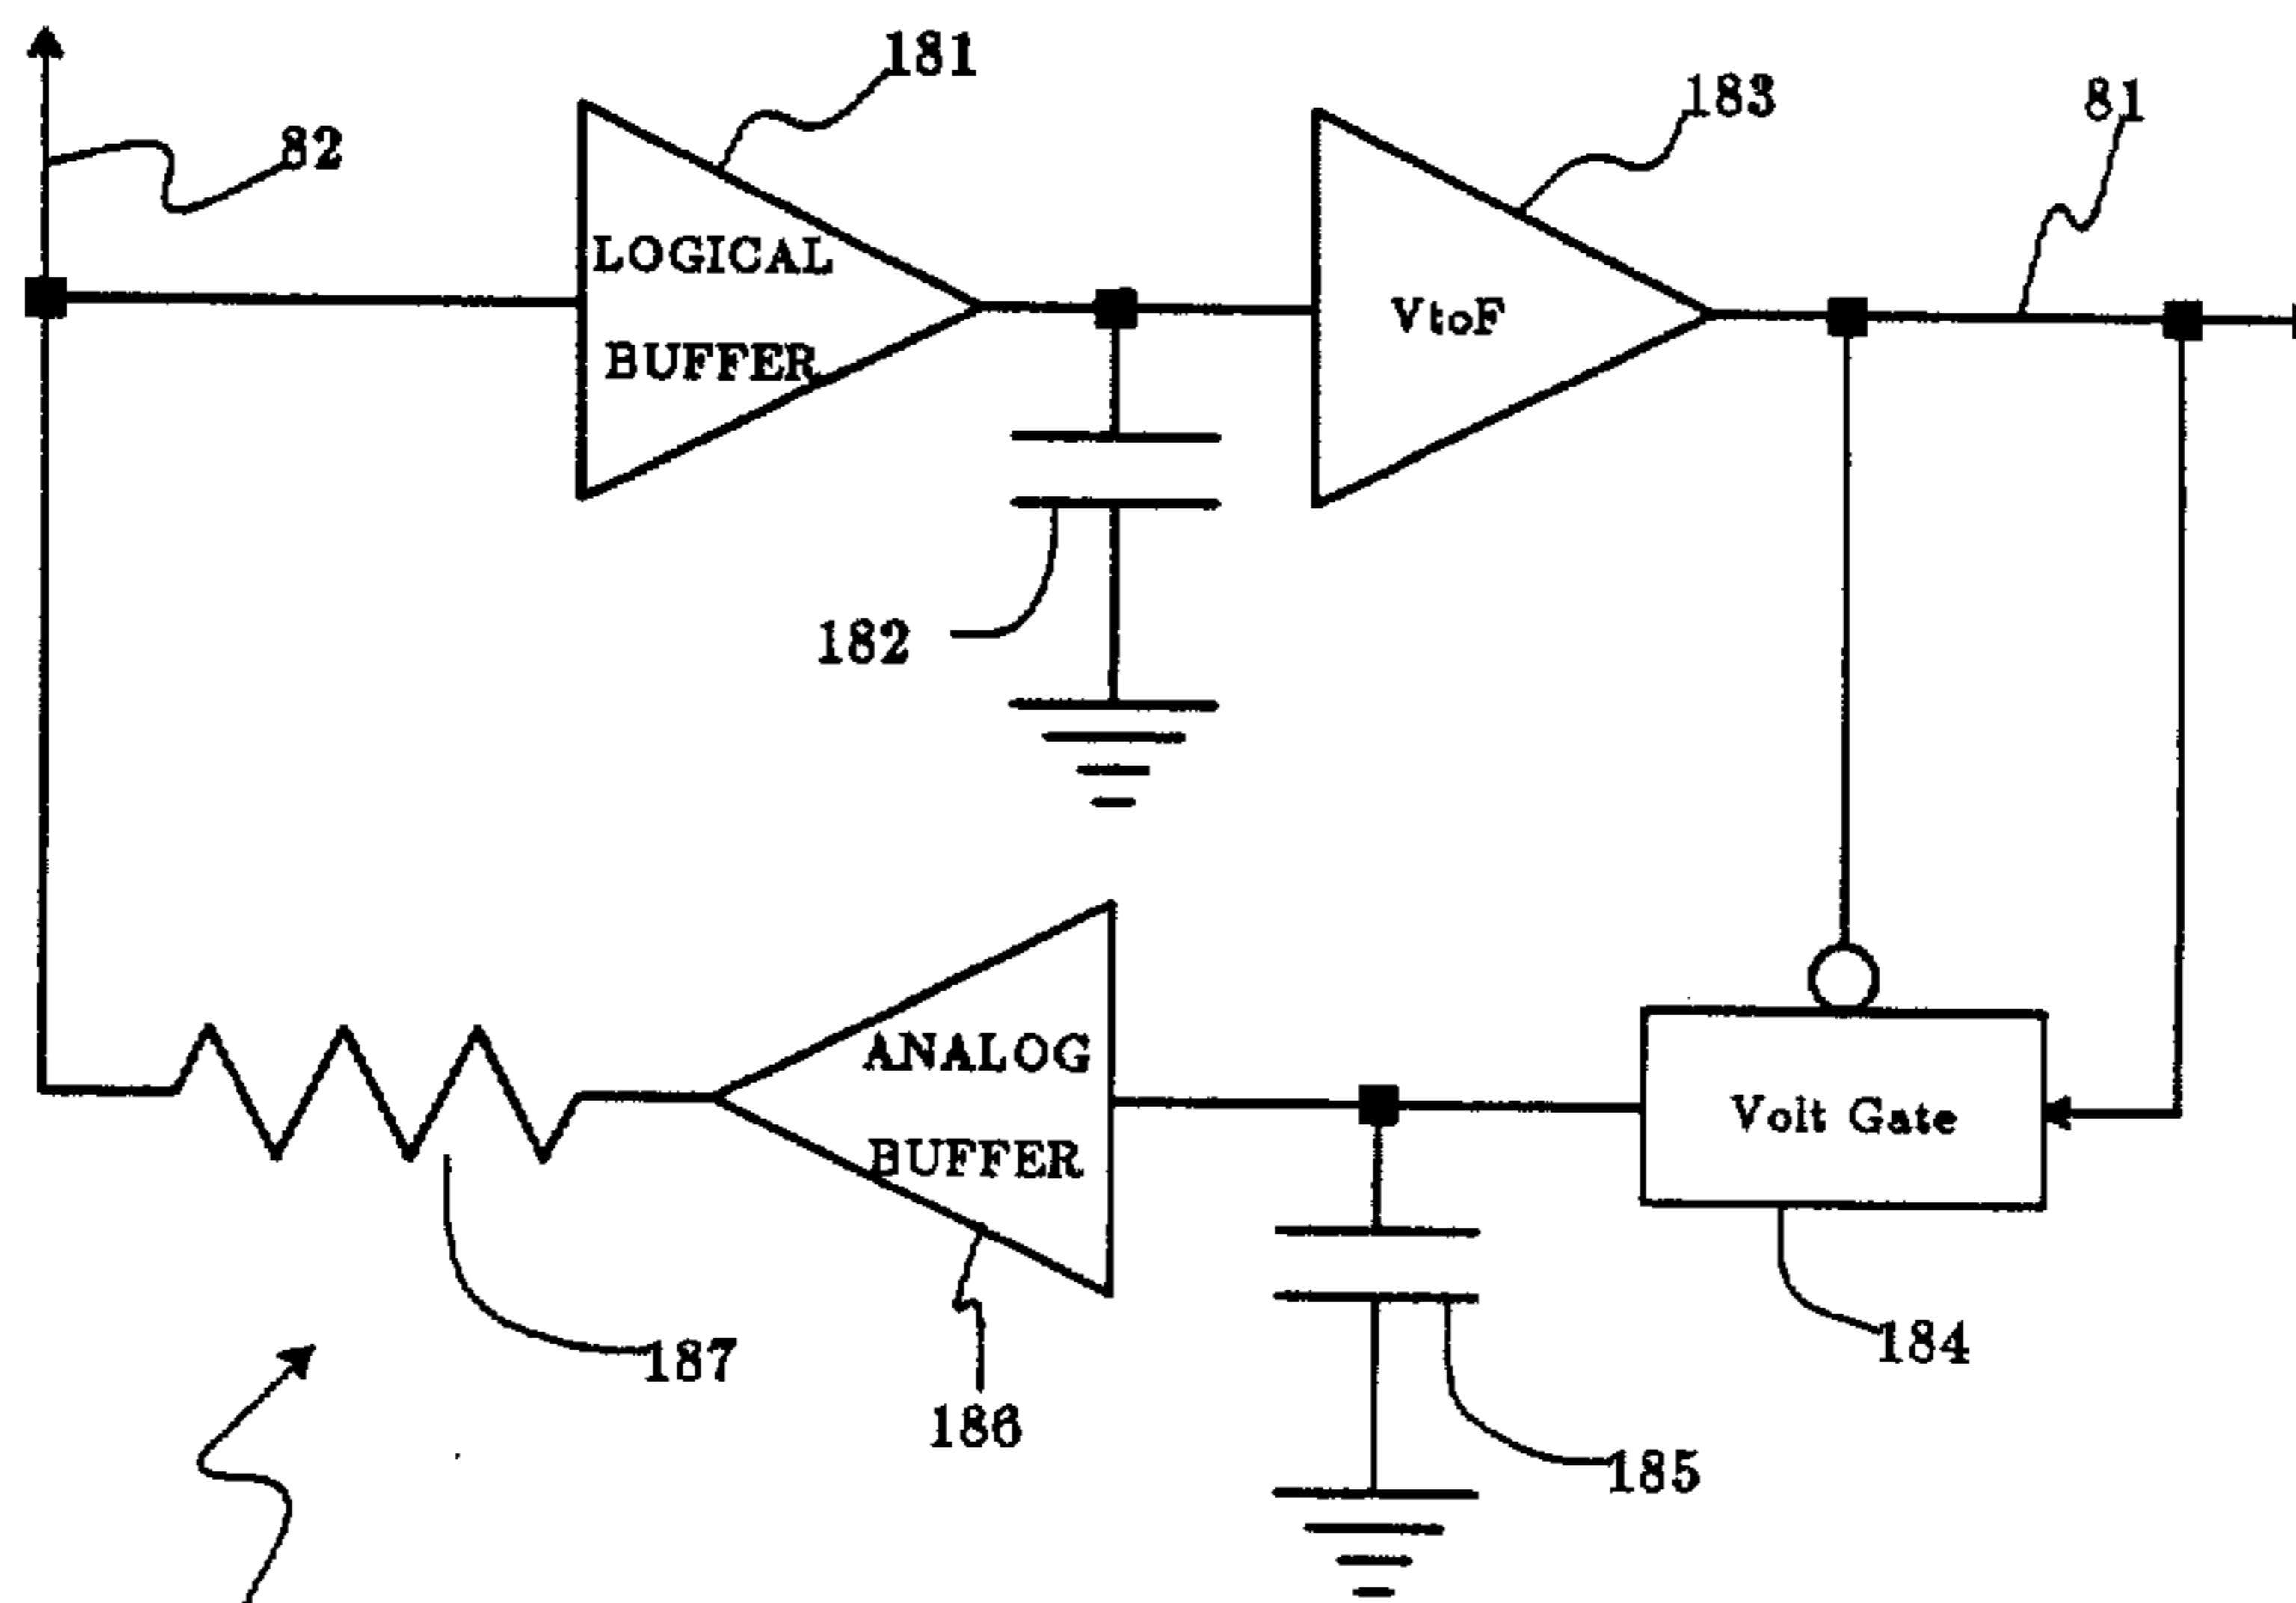 181
82
183
81
LOGICAL
BUFFER
VtoF
182
ANALOG
BUFFER
Volt Gate
187
186
184
185